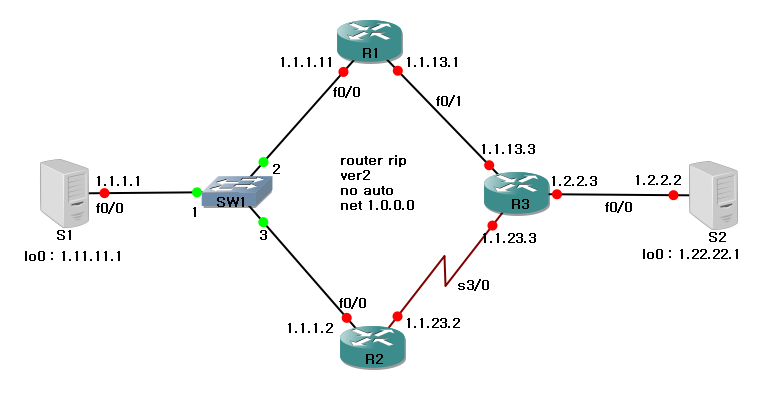 R1
1.1.1.11
1.1.13.1
f0/0
f0/1
router rip
ver2
no auto
net 1.0.0.0
1.1.13.3
1.1.1.1
f0/0
S1
lo0 : 1.11.11.1
1
2
SW1
3
R3
1.2.2.3
1.2.2.2
f0/0
S2
lo0 : 1.22.22.1
1.1.23.3
s3/0
f0/0
1.1.1.2
1.1.23.2
R2